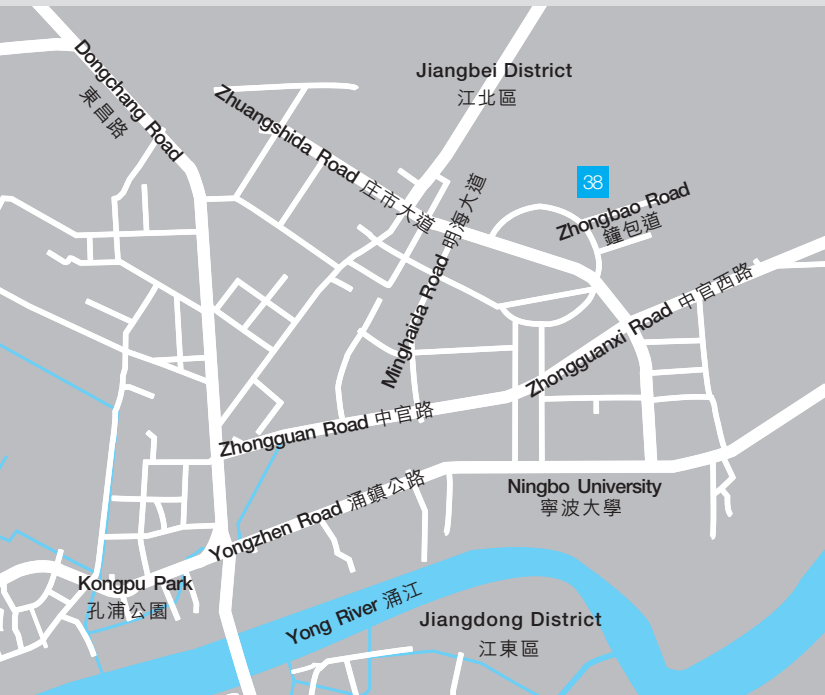 Dongchang Road
東昌路
Jiangbei District
江北區
Zhuangshida Road 庄市大道
38
Zhongbao Road
鐘包道
Minghaida Road 明海大道
Zhongguanxi Road 中官西路
Zhongguan Road 中官路
Yongzhen Road 涌鎮公路
Ningbo University
寧波大學
Kongpu Park
孔浦公園
Yong River 涌江
Jiangdong District
江東區